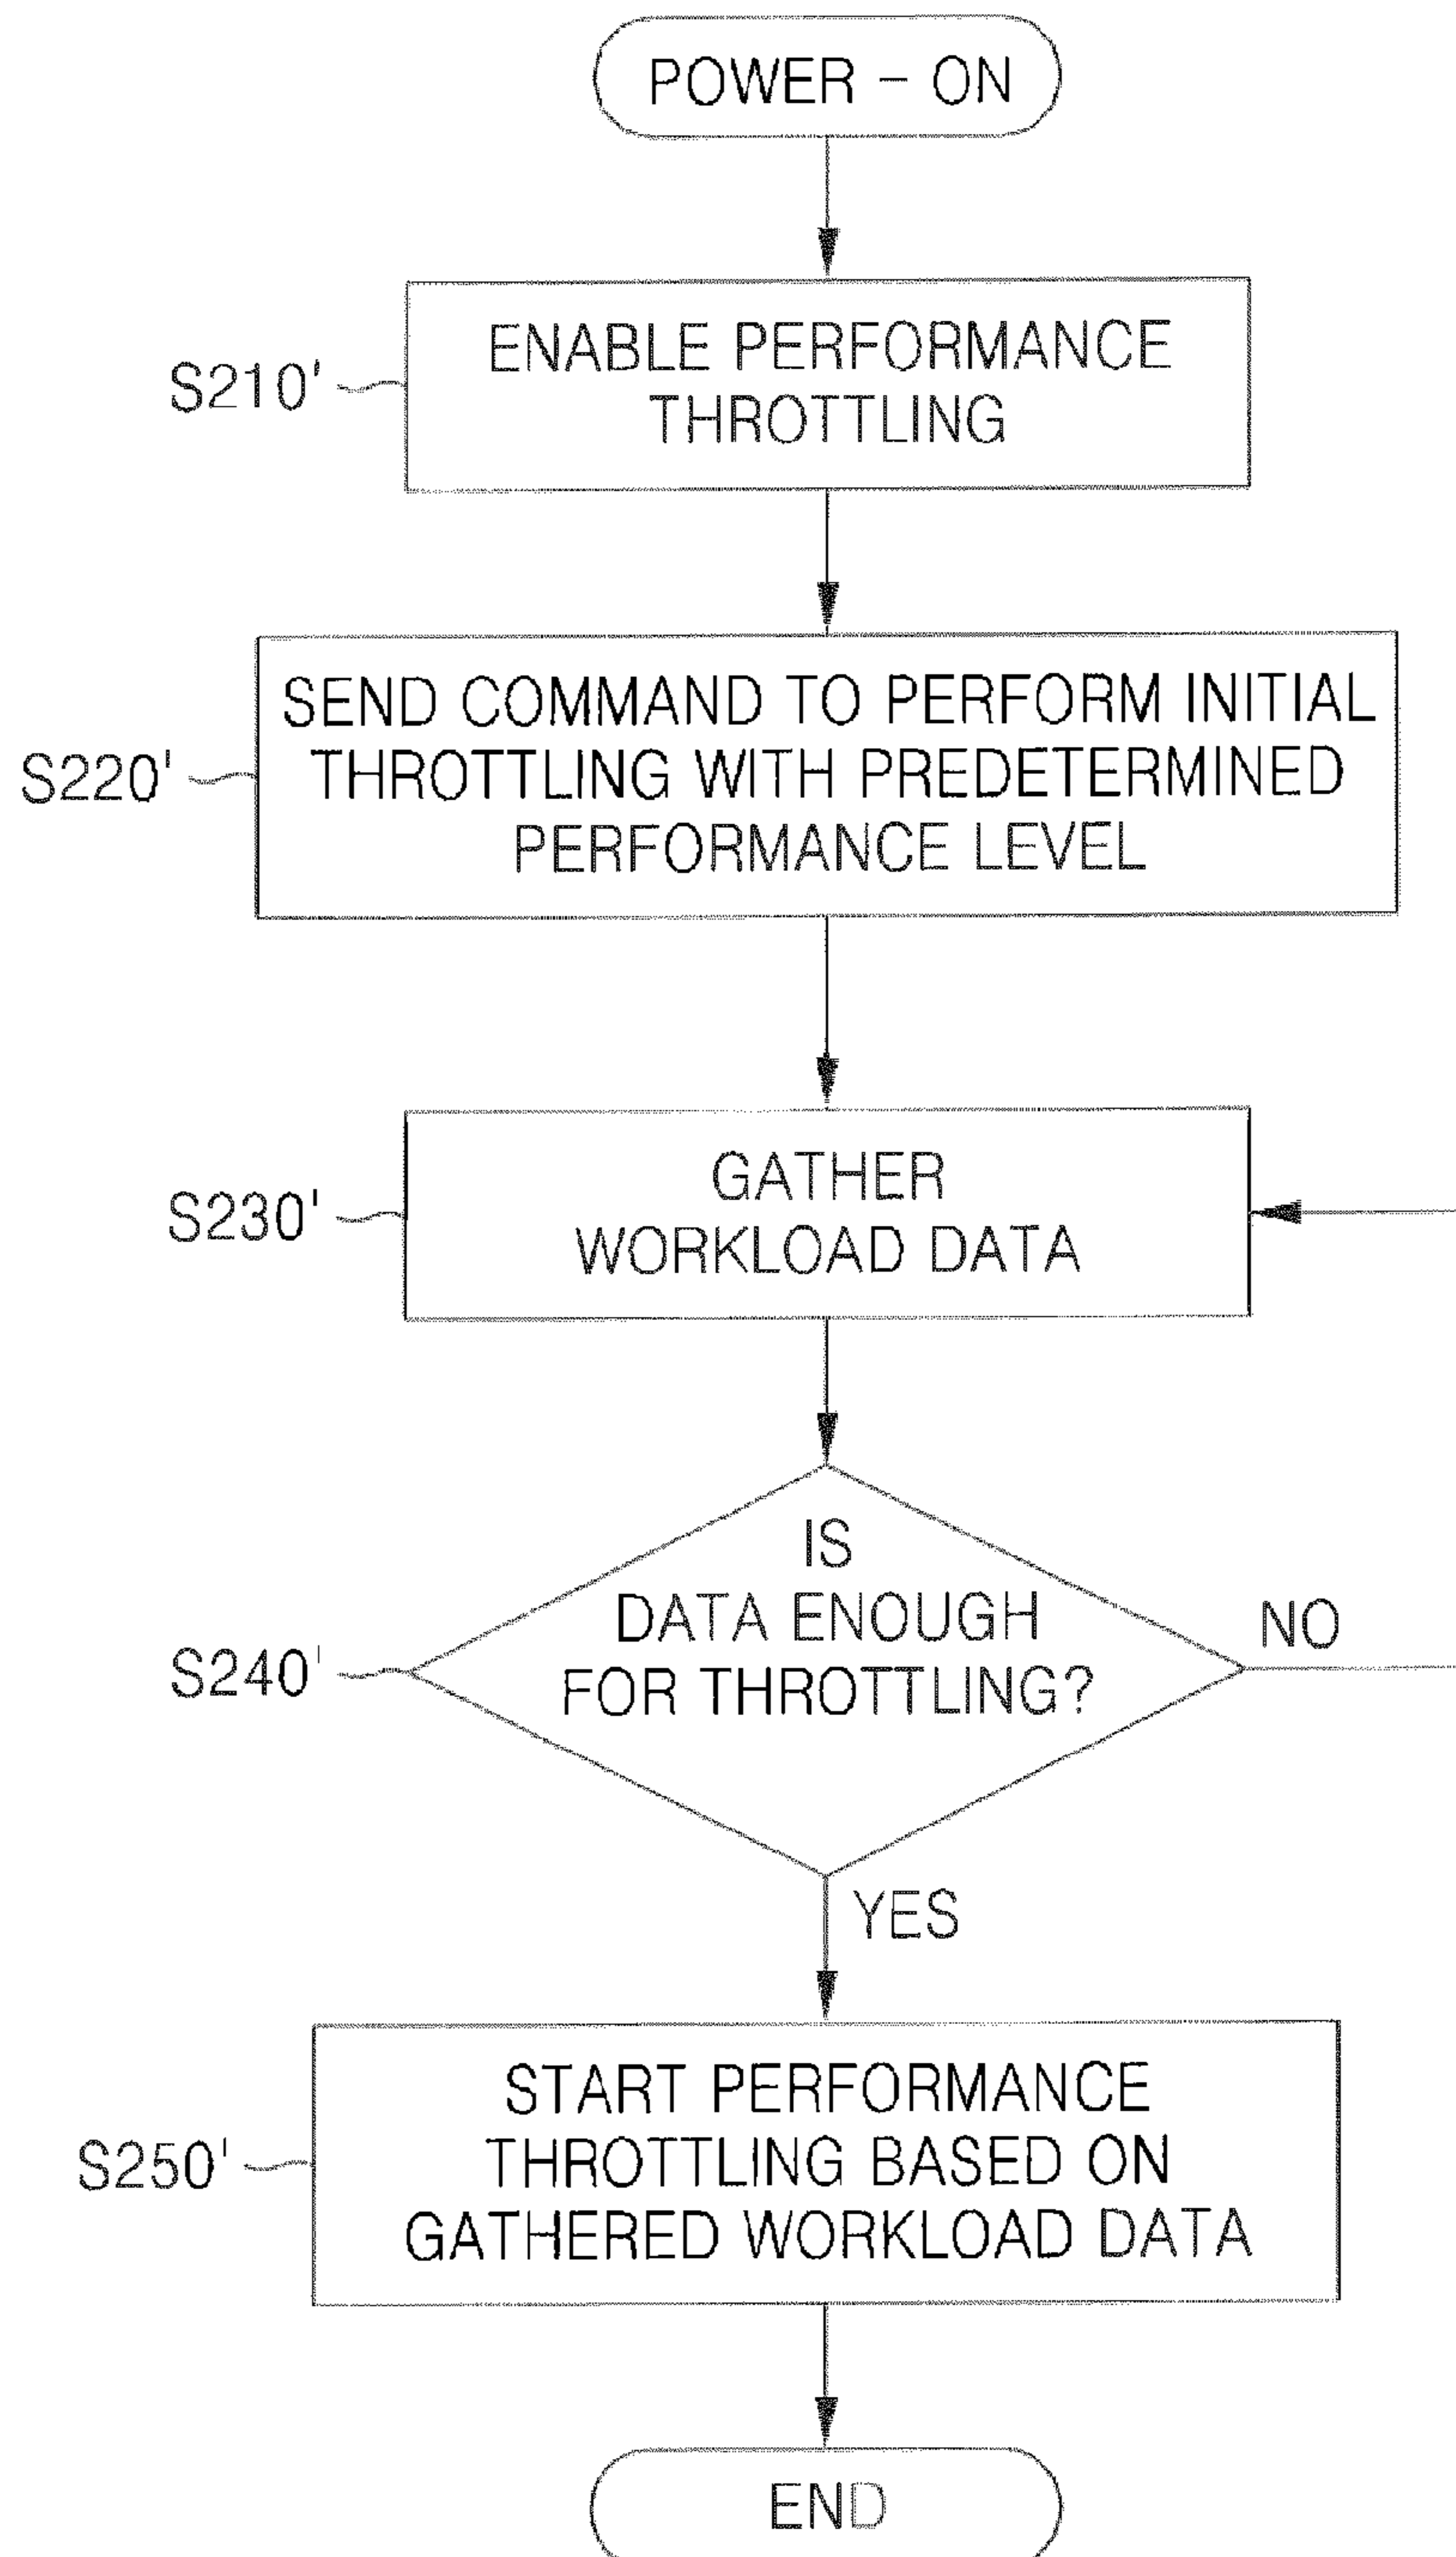 POWER - ON
S210'
ENABLE PERFORMANCE
THROTTLING
S220'
SEND COMMAND TO PERFORM INITIAL
THROTTLING WITH PREDETERMINED
PERFORMANCE LEVEL
S230'
GATHER
WORKLOAD DATA
S240'
IS
DATA ENOUGH
FOR THROTTLING?
NO
YES
S250'
START PERFORMANCE
THROTTLING BASED ON
GATHERED WORKLOAD DATA
END